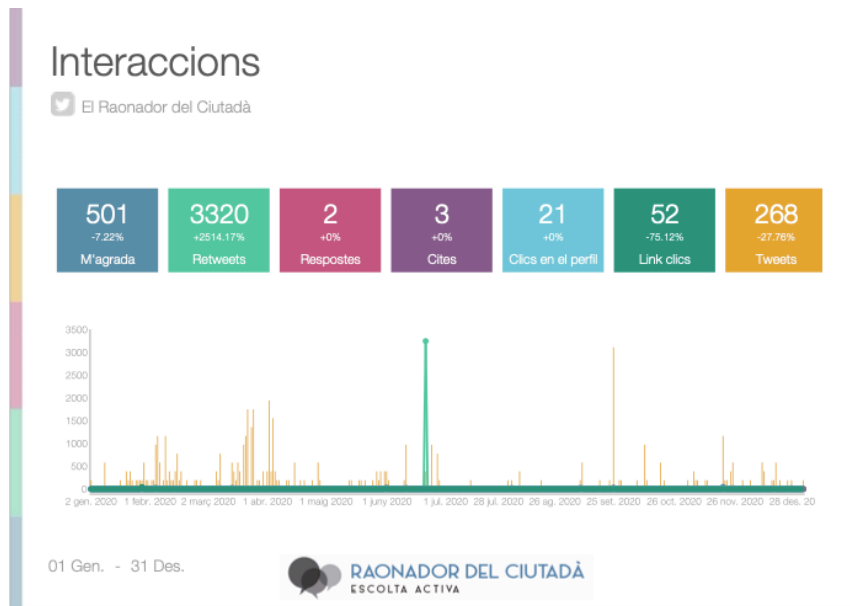 Interaccions
El Raonador del Ciutadà
501
-7.22%
M'agrada
3320
+2514.17%
Retweets
2
+0%
Respostes
3
+0%
Cites
21
+0%
Clics en el perfil
52
-75.12%
Link clics
268
-27.76%
Tweets
3500
3000
2500
2000
1500
1000
500
0
2 gen. 2020 1 febr. 2020 2 març 2020 1 abr. 2020 1 maig 2020 1 juny 2020 1 jul. 2020 28 jul. 2020 26 ag. 2020 25 set. 2020 26 oct. 2020 26 nov. 2020 28 des. 20
01 Gen. - 31 Des.
RAONADOR DEL CIUTADÀ
ESCOLTA ACTIVA